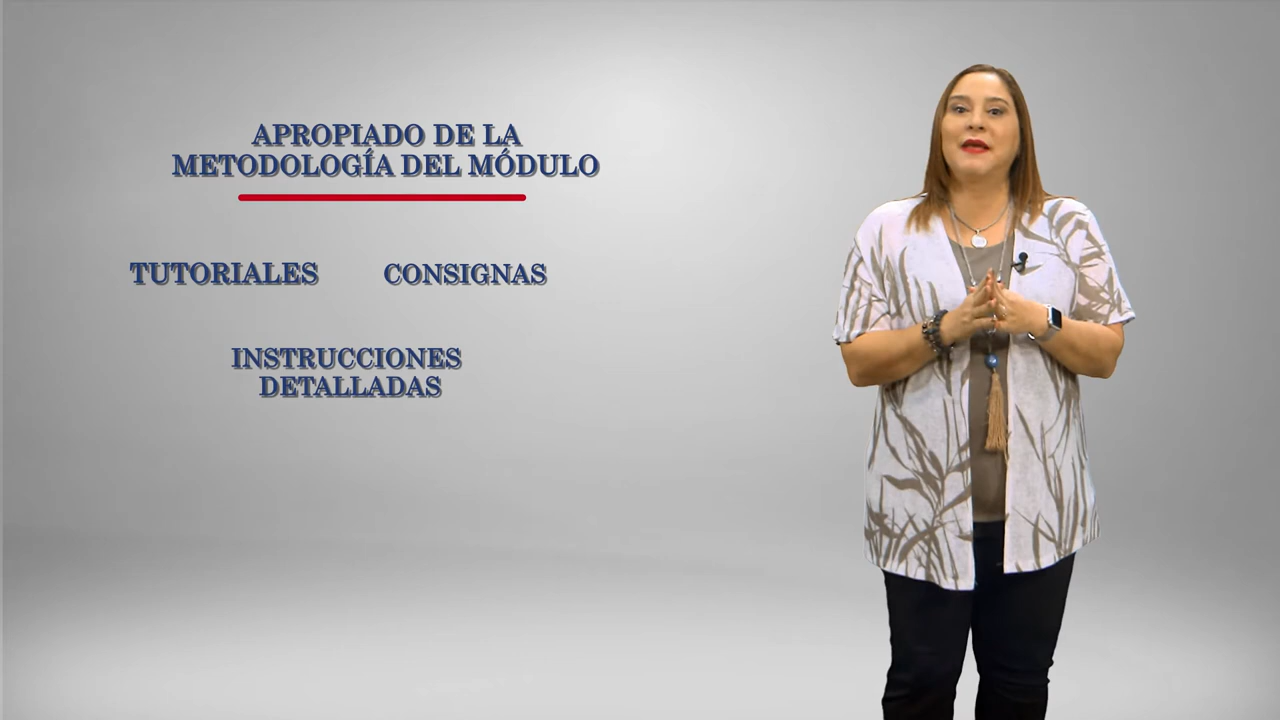 APROPIADO DE LA
METODOLOGÍA DEL MÓDULO
TUTORIALES
CONSIGNAS
INSTRUCCIONES
DETALLADAS